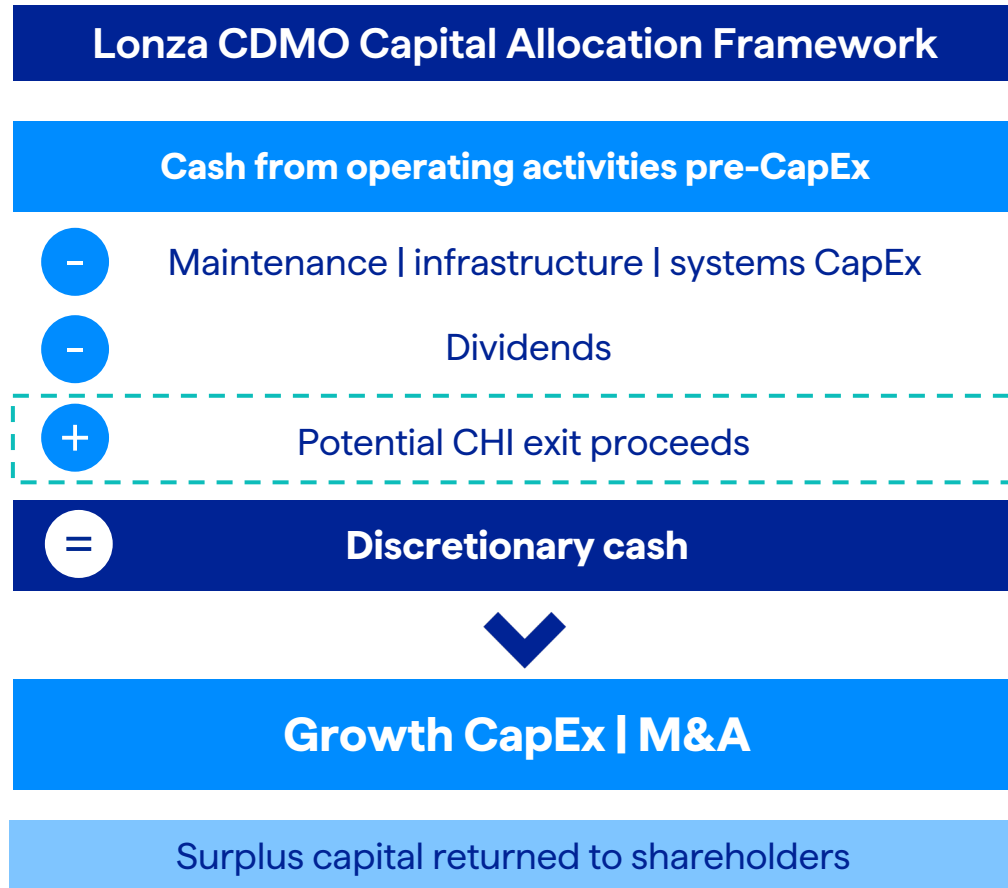 Lonza CDMO Capital Allocation Framework
Cash from operating activities pre-CapEx
- Maintenance | infrastructure | systems CapEx
- Dividends
+ Potential CHI exit proceeds
= Discretionary cash
Growth CapEx | M&A
Surplus capital returned to shareholders